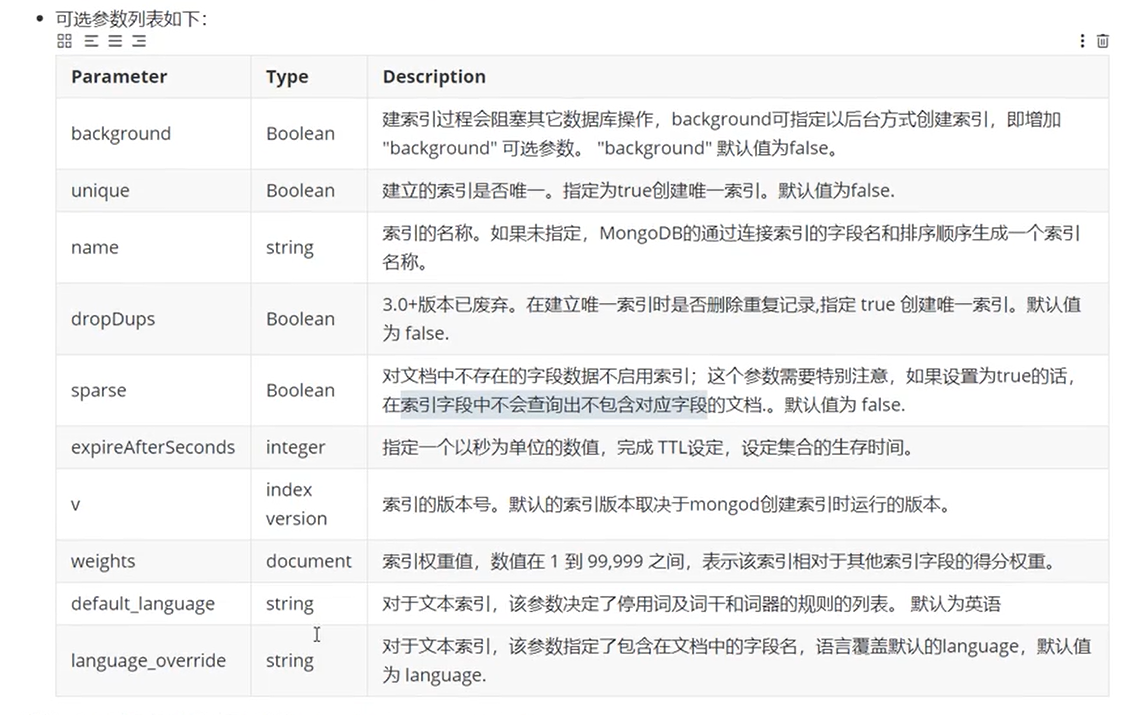 可选参数列表如下：
Parameter Type Description
background Boolean 建索引过程会阻塞其它数据库操作，background可指定以后台方式创建索引，即增加
"background" 可选参数。 "background" 默认值为false。
unique Boolean 建立的索引是否唯一。指定为true创建唯一索引。默认值为false.
name string 索引的名称。如果未指定，MongoDB的通过连接索引的字段名和排序顺序生成一个索引
名称。
dropDups Boolean 3.0+版本已废弃。在建立唯一索引时是否删除重复记录,指定 true 创建唯一索引。默认值
为 false.
sparse Boolean 对文档中不存在的字段数据不启用索引；这个参数需要特别注意，如果设置为true的话，
在索引字段中不会查询出不包含对应字段的文档.。默认值为 false.
expireAfterSeconds integer 指定一个以秒为单位的数值，完成 TTL设定，设定集合的生存时间。
v index version 索引的版本号。默认的索引版本取决于mongod创建索引时运行的版本。
weights document 索引权重值，数值在 1 到 99,999 之间，表示该索引相对于其他索引字段的得分权重。
default_language string 对于文本索引，该参数决定了停用词及词干和词器的规则的列表。 默认为英语
language_override string 对于文本索引，该参数指定了包含在文档中的字段名，语言覆盖默认的language，默认值
为 language.